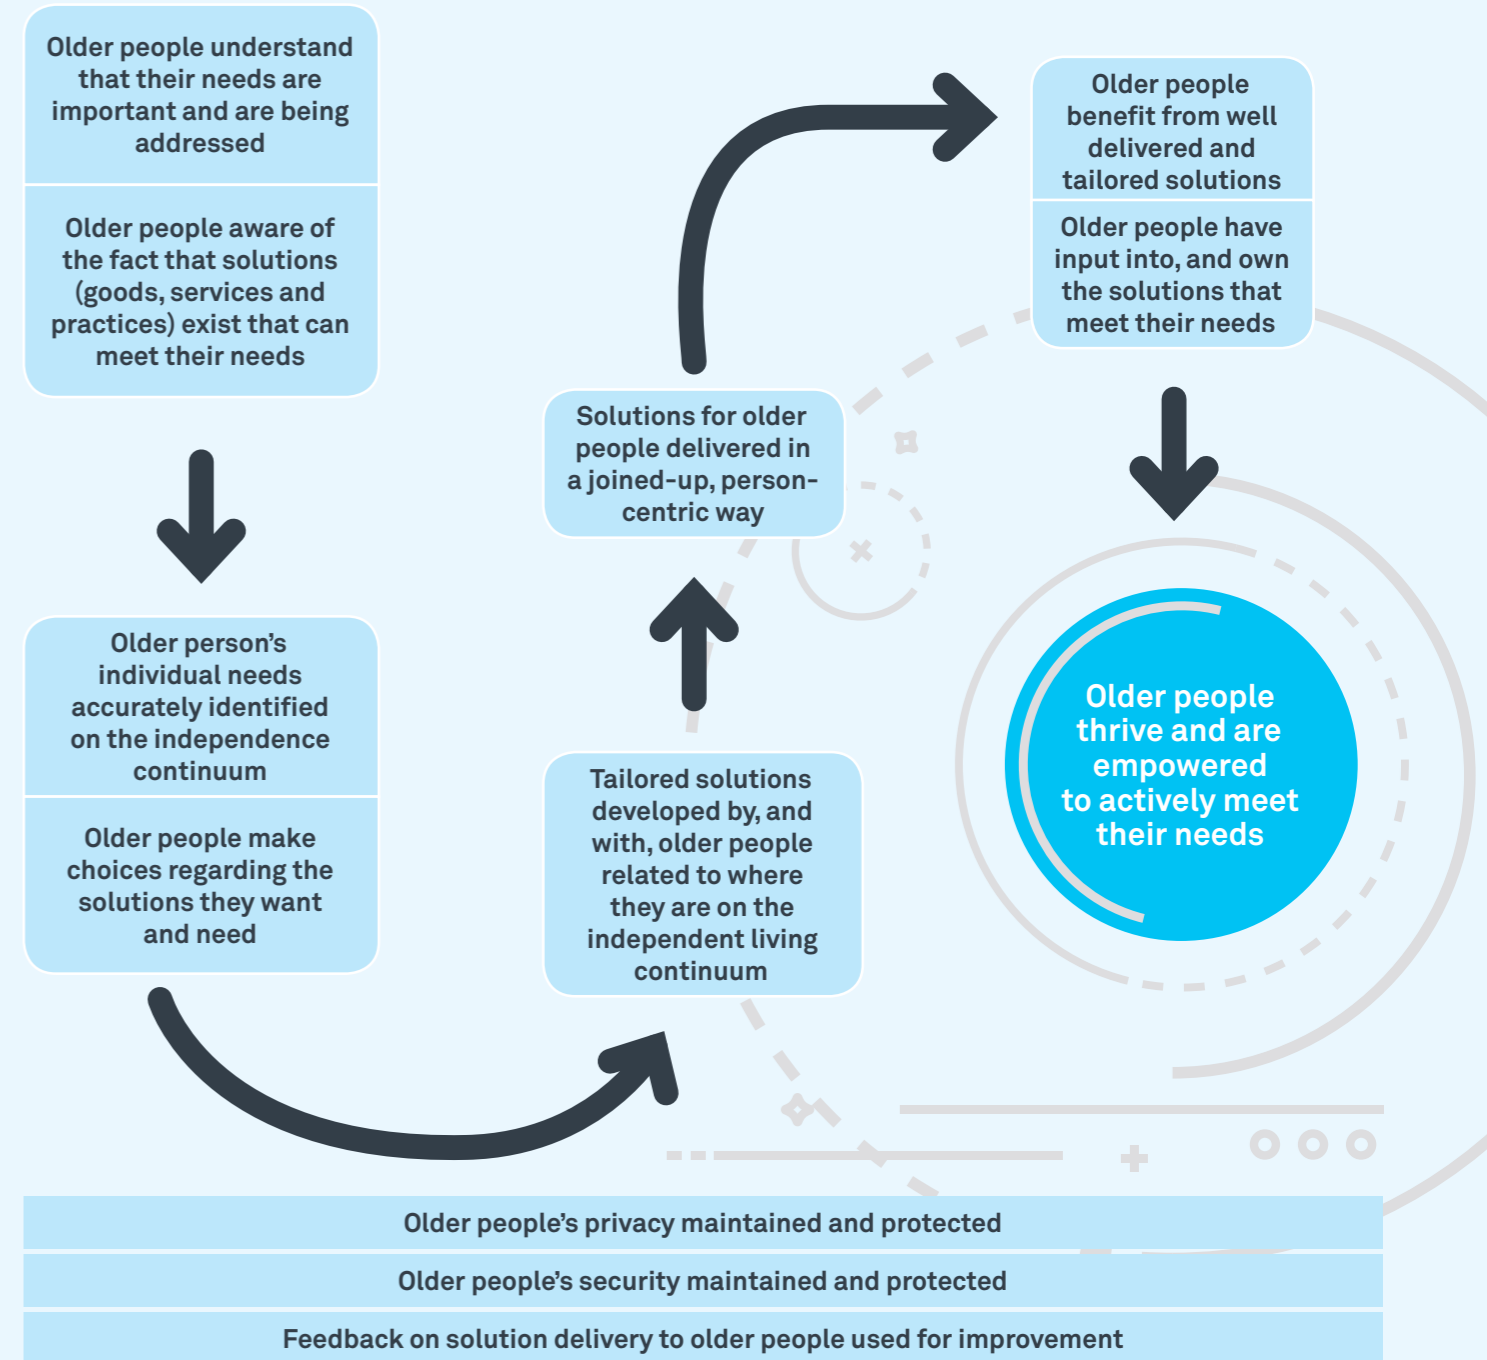 Older people understand
that their needs are
important and are being
addressed
Older people aware of
the fact that solutions
(goods, services and
practices) exist that can
meet their needs
Older person’s
individual needs
accurately identified
on the independence
continuum
Older people make
choices regarding the
solutions they want
and need
Tailored solutions
developed by, and
with, older people
related to where
they are on the
independent living
continuum
Solutions for older
people delivered in
a joined-up, person-
centric way
Older people
benefit from well
delivered and
tailored solutions
Older people have
input into, and own
the solutions that
meet their needs
Older people
thrive and are
empowered
to actively meet
their needs
Older people’s privacy maintained and protected
Older people’s security maintained and protected
Feedback on solution delivery to older people used for improvement